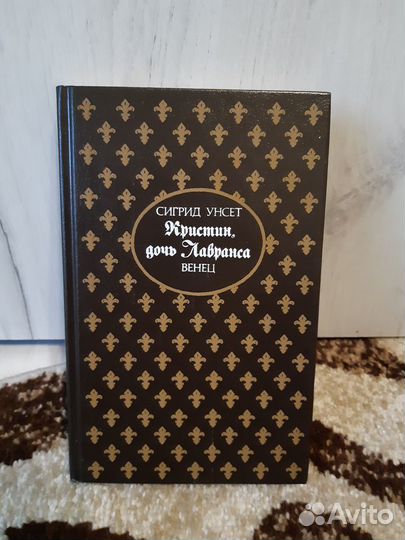 СИГРИД УНСЕТ
Кристин,
дочь Лавранса
ВЕНЕЦ
Avito